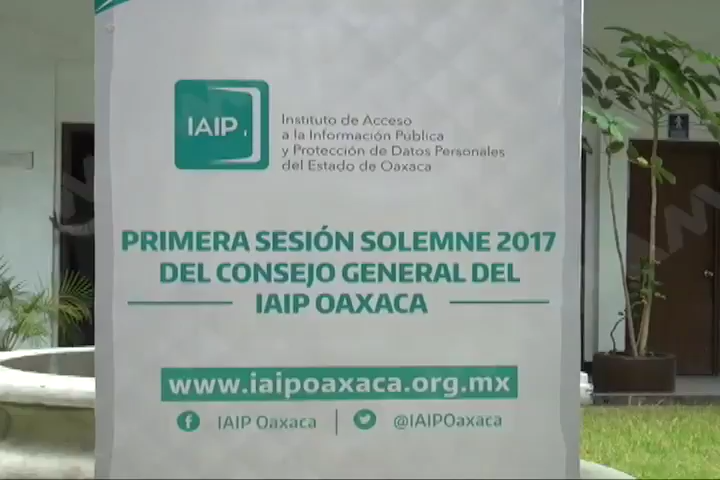 IAIP
Instituto de Acceso
a la Información Pública
y Protección de Datos Personales
del Estado de Oaxaca
PRIMERA SESIÓN SOLEMNE 2017
DEL CONSEJO GENERAL DEL
IAIP OAXACA
www.iaipoaxaca.org.mx
IAIP Oaxaca | @IAIPOaxaca